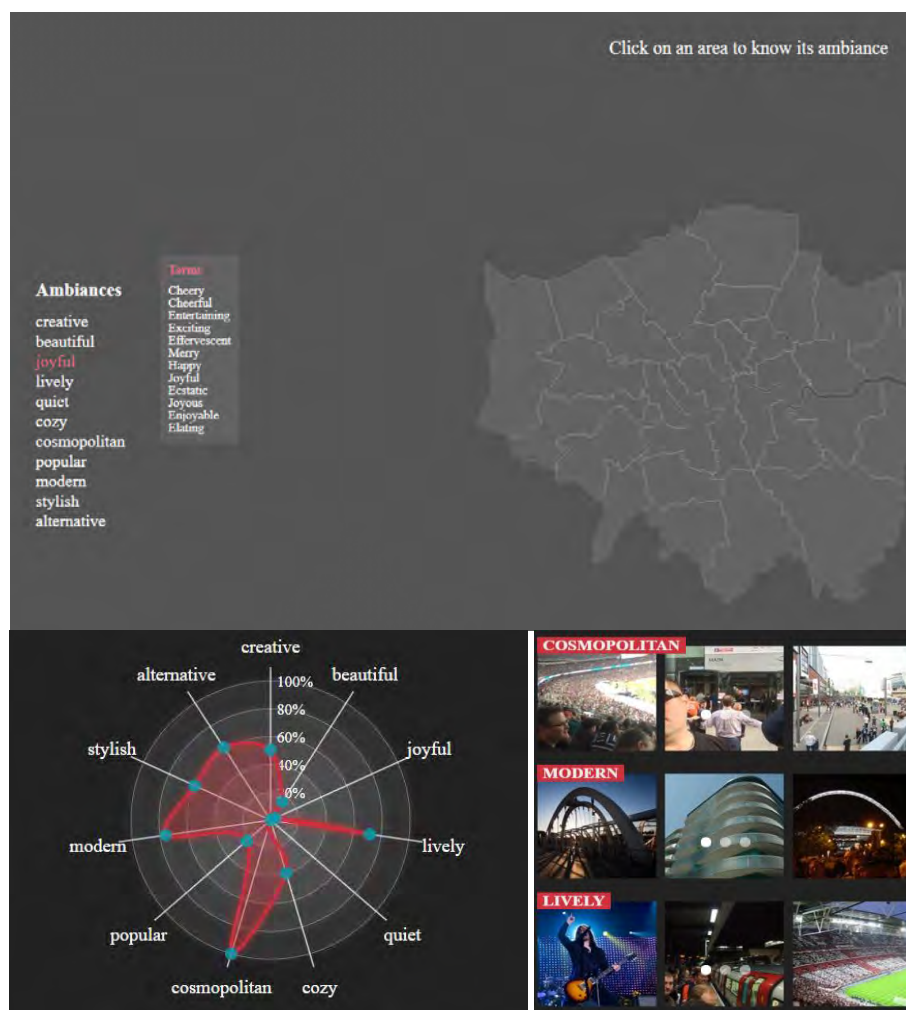 Click on an area to know its ambiance
Ambiances
creative
beautiful
joyful
lively
quiet
cozy
cosmopolitan
popular
modern
stylish
alternative
Terms
Cheery
Cheerful
Entertaining
Exciting
Effervescent
Merry
Happy
Joyful
Ecstatic
Joyous
Enjoyable
Elating
creative
alternative
beautiful
100%
80%
stylish
joyful
60%
40%
20%
modern
lively
popular
quiet
cosmopolitan
cozy
COSMOPOLITAN
MODERN
LIVELY